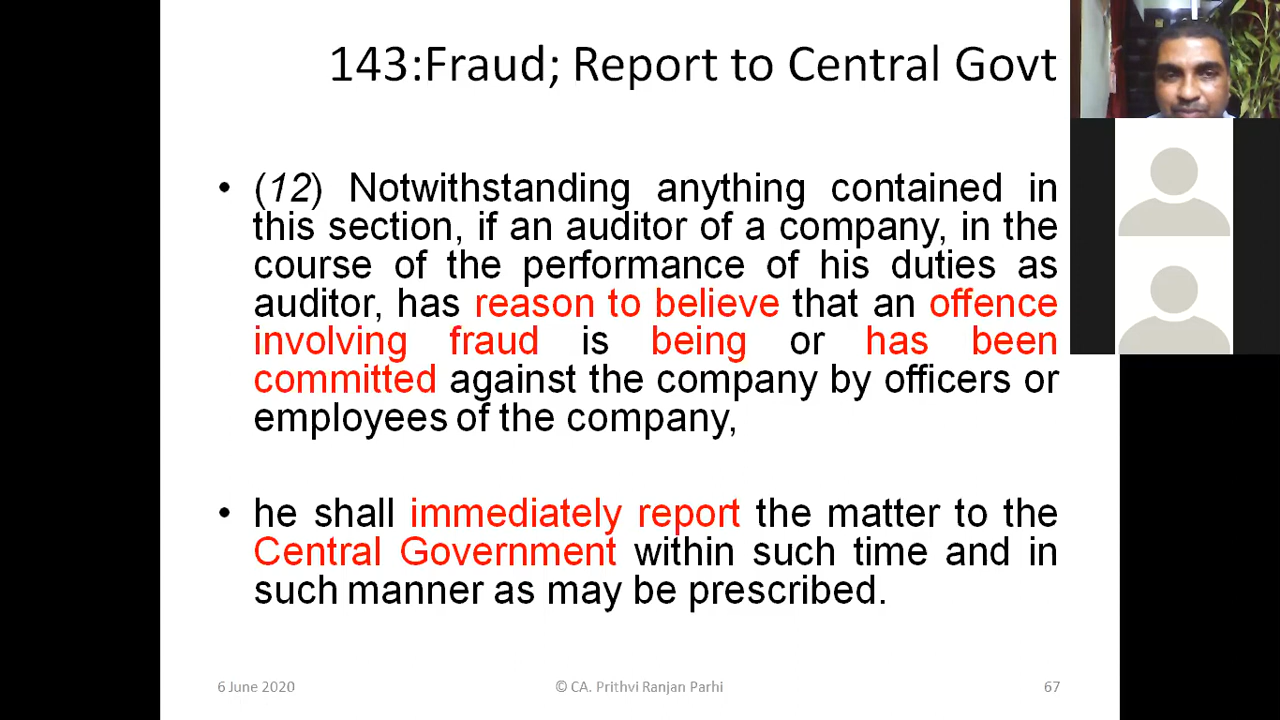 143:Fraud; Report to Central Govt
• (12) Notwithstanding anything contained in
this section, if an auditor of a company, in the
course of the performance of his duties as
auditor, has reason to believe that an offence
involving fraud is being or has been
committed against the company by officers or
employees of the company,
• he shall immediately report the matter to the
Central Government within such time and in
such manner as may be prescribed.
6 June 2020
© CA. Prithvi Ranjan Parhi
67